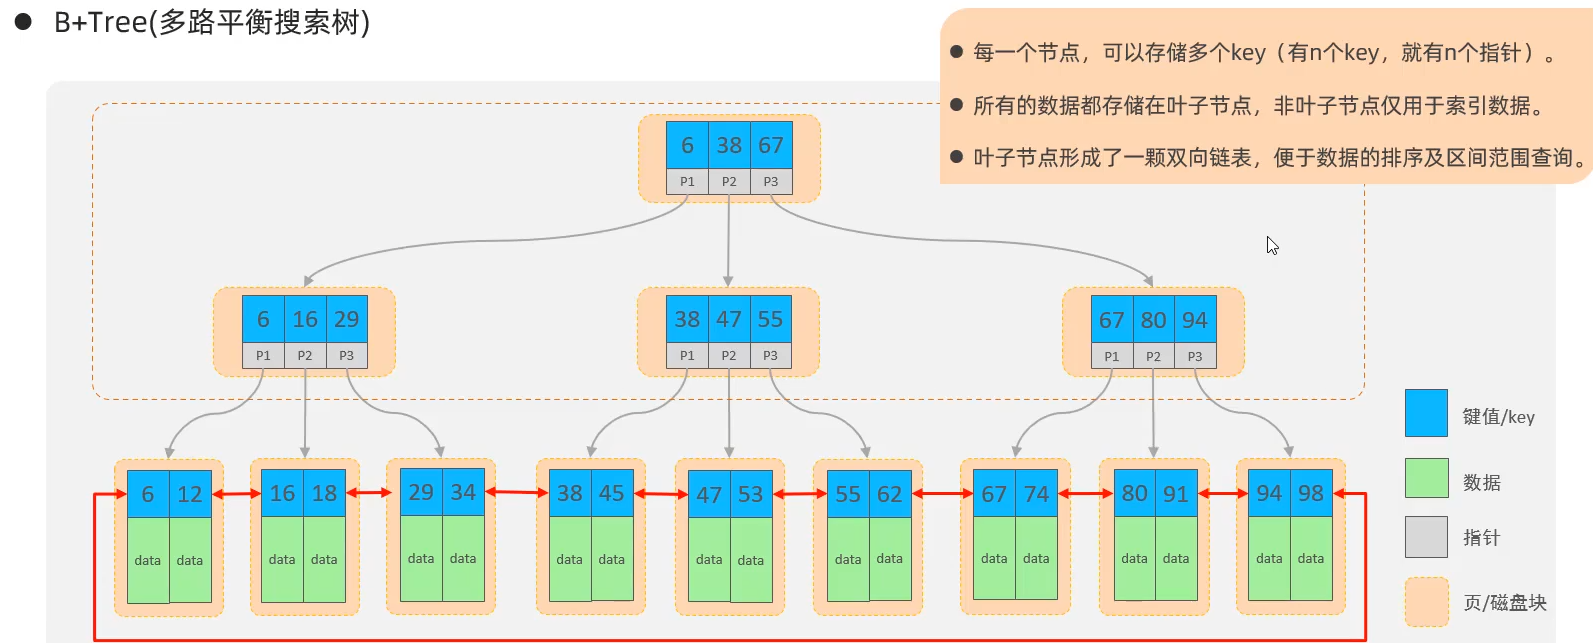 ● B+Tree(多路平衡搜索树)
● 每一个节点，可以存储多个key（有n个key，就有n个指针）。
● 所有的数据都存储在叶子节点，非叶子节点仅用于索引数据。
● 叶子节点形成了一颗双向链表，便于数据的排序及区间范围查询。
6 38 67
P1 P2 P3
6 16 29
P1 P2 P3
38 47 55
P1 P2 P3
67 80 94
P1 P2 P3
6 12
data data
16 18
data data
29 34
data data
38 45
data data
47 53
data data
55 62
data data
67 74
data data
80 91
data data
94 98
data data
键值/key
数据
指针
页/磁盘块